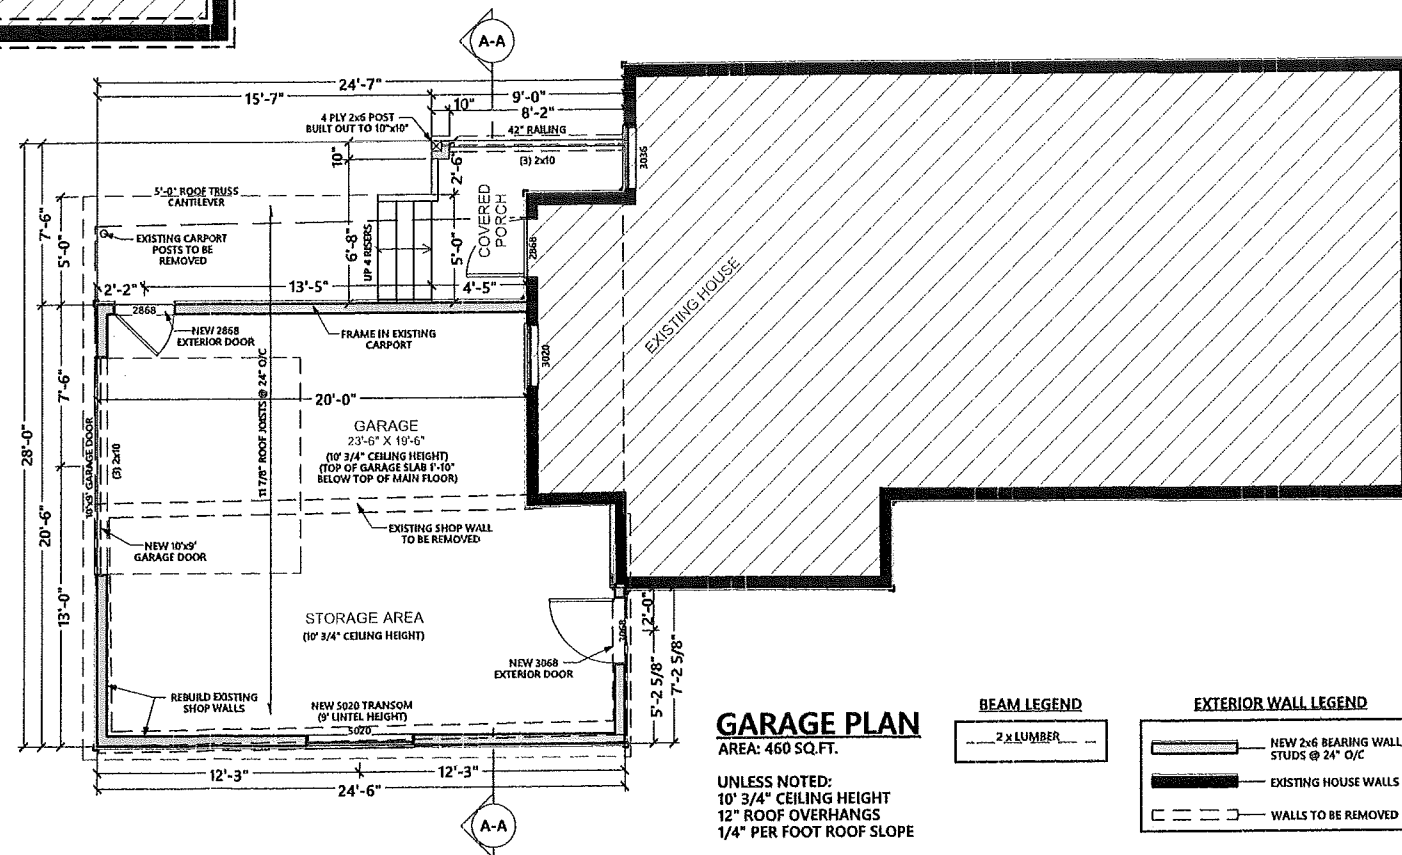 A-A
24'-7"
15'-7"
9'-0"
10"
8'-2"
4 PLY 2x6 POST
BUILT OUT TO 10"x10"
42" RAILING
(3) 2x10
3036
10"
2'-6"
5'-0" ROOF TRUSS
CANTILEVER
COVERED
PORCH
7'-6"
5'-0"
EXISTING CARPORT
POSTS TO BE
REMOVED
6'-8"
UP 4 RISERS
5'-0"
2868
2'-2"
13'-5"
4'-5"
2868
NEW 2868
EXTERIOR DOOR
FRAME IN EXISTING
CARPORT
EXISTING HOUSE
3020
7'-6"
11 7/8" ROOF JOISTS @ 24" O/C
20'-0"
GARAGE
23'-6" X 19'-6"
(10' 3/4" CEILING HEIGHT)
(TOP OF GARAGE SLAB 1'-10"
BELOW TOP OF MAIN FLOOR)
10'x9' GARAGE DOOR
(3) 2x10
28'-0"
20'-6"
EXISTING SHOP WALL
TO BE REMOVED
NEW 10'x9'
GARAGE DOOR
13'-0"
STORAGE AREA
(10' 3/4" CEILING HEIGHT)
2'-0"
3068
NEW 3068
EXTERIOR DOOR
5'-2 5/8"
7'-2 5/8"
REBUILD EXISTING
SHOP WALLS
NEW 5020 TRANSOM
(9' LINTEL HEIGHT)
5020
12'-3"
12'-3"
24'-6"
A-A
GARAGE PLAN
AREA: 460 SQ.FT.
UNLESS NOTED:
10' 3/4" CEILING HEIGHT
12" ROOF OVERHANGS
1/4" PER FOOT ROOF SLOPE
BEAM LEGEND
2 x LUMBER
EXTERIOR WALL LEGEND
NEW 2x6 BEARING WALL
STUDS @ 24" O/C
EXISTING HOUSE WALLS
WALLS TO BE REMOVED